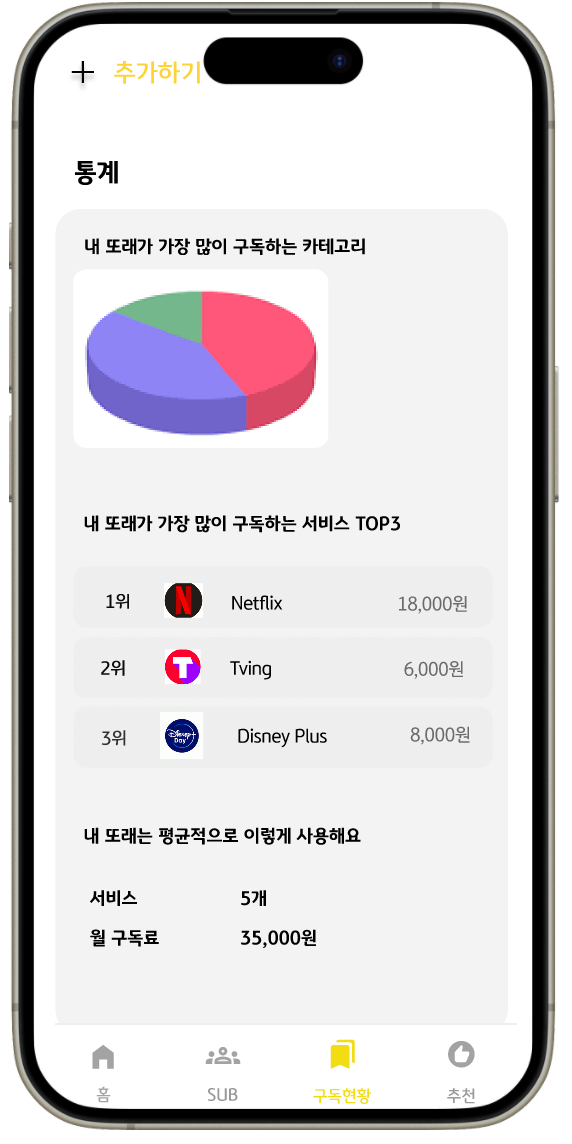 추가하기
통계
내 또래가 가장 많이 구독하는 카테고리
내 또래가 가장 많이 구독하는 서비스 TOP3
1위 N Netflix 18,000원
2위 T Tving 6,000원
3위 Disney+ DAY Disney Plus 8,000원
내 또래는 평균적으로 이렇게 사용해요
서비스 5개
월 구독료 35,000원
홈 SUB 구독현황 추천